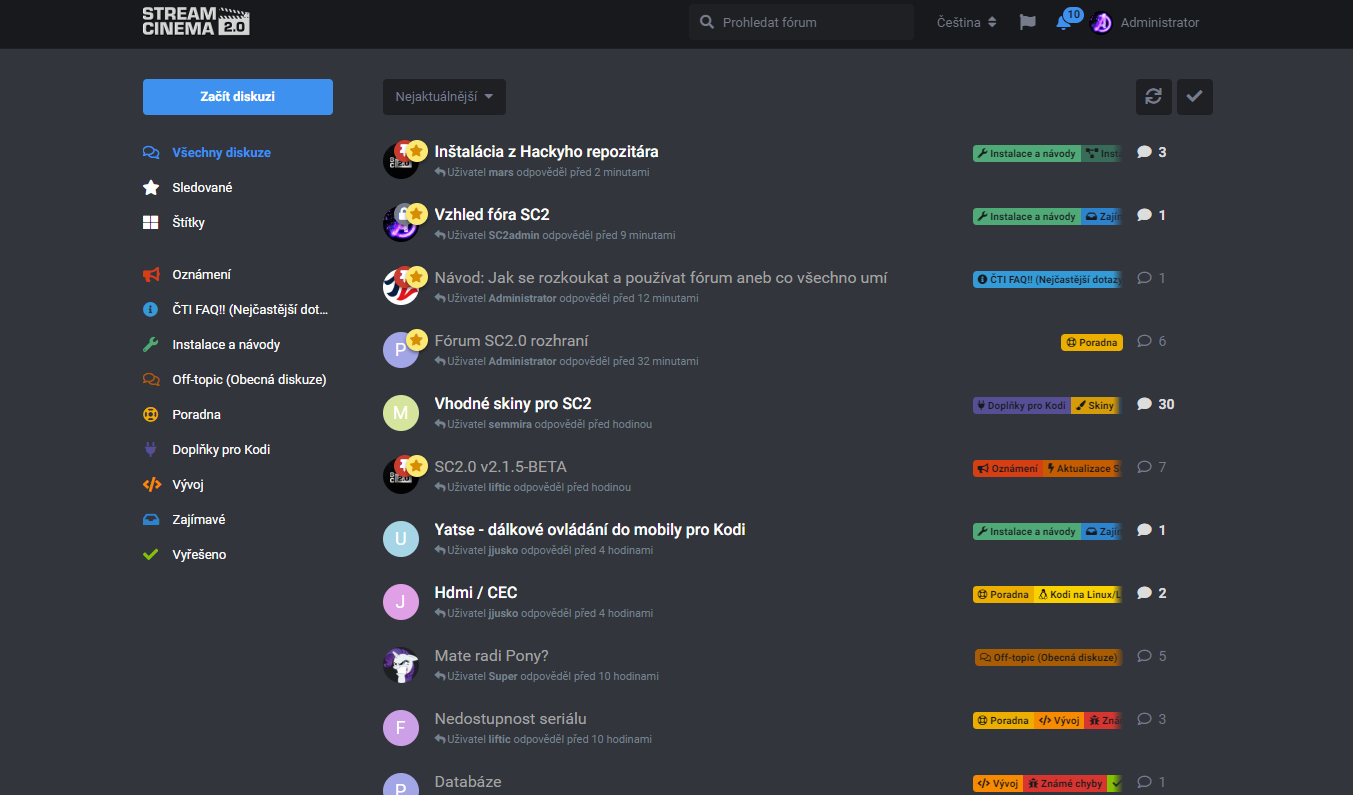 STREAM
CINEMA 2.0
Prohledat fórum
Čeština
10
Administrator
Začít diskuzi
Všechny diskuze
Sledované
Štítky
Oznámení
ČTI FAQ!! (Nejčastější dot...
Instalace a návody
Off-topic (Obecná diskuze)
Poradna
Doplňky pro Kodi
Vývoj
Zajímavé
Vyřešeno
Nejaktuálnější
Inštalácia z Hackyho repozitára
Instalace a návody Inst
3
Uživatel mars odpověděl před 2 minutami
Vzhled fóra SC2
Instalace a návody Zajím
1
Uživatel SC2admin odpověděl před 9 minutami
Návod: Jak se rozkoukat a používat fórum aneb co všechno umí
ČTI FAQ!! (Nejčastější dotazy
1
Uživatel Administrator odpověděl před 12 minutami
P
Fórum SC2.0 rozhraní
Poradna
6
Uživatel Administrator odpověděl před 32 minutami
M
Vhodné skiny pro SC2
Doplňky pro Kodi Skiny
30
Uživatel semmira odpověděl před hodinou
SC2.0 v2.1.5-BETA
Oznámení Aktualizace S
7
Uživatel liftic odpověděl před hodinou
U
Yatse - dálkové ovládání do mobily pro Kodi
Instalace a návody Zajím
1
Uživatel jjusko odpověděl před 4 hodinami
J
Hdmi / CEC
Poradna Kodi na Linux/L
2
Uživatel jjusko odpověděl před 4 hodinami
Mate radi Pony?
Off-topic (Obecná diskuze)
5
Uživatel Super odpověděl před 10 hodinami
F
Nedostupnost seriálu
Poradna Vývoj Zná
3
Uživatel liftic odpověděl před 10 hodinami
P
Databáze
Vývoj Známé chyby
1